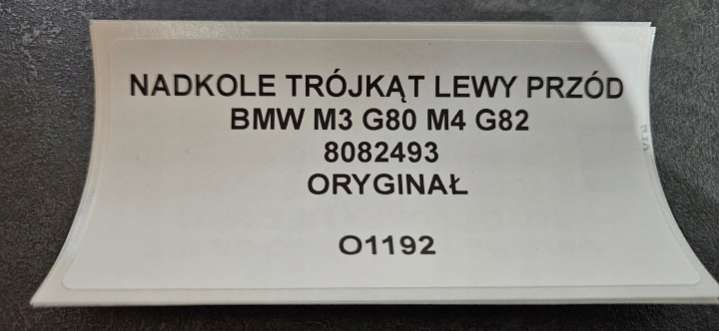 NADKOLE TRÓJKĄT LEWY PRZÓD
BMW M3 G80 M4 G82
8082493
ORYGINAŁ
O1192